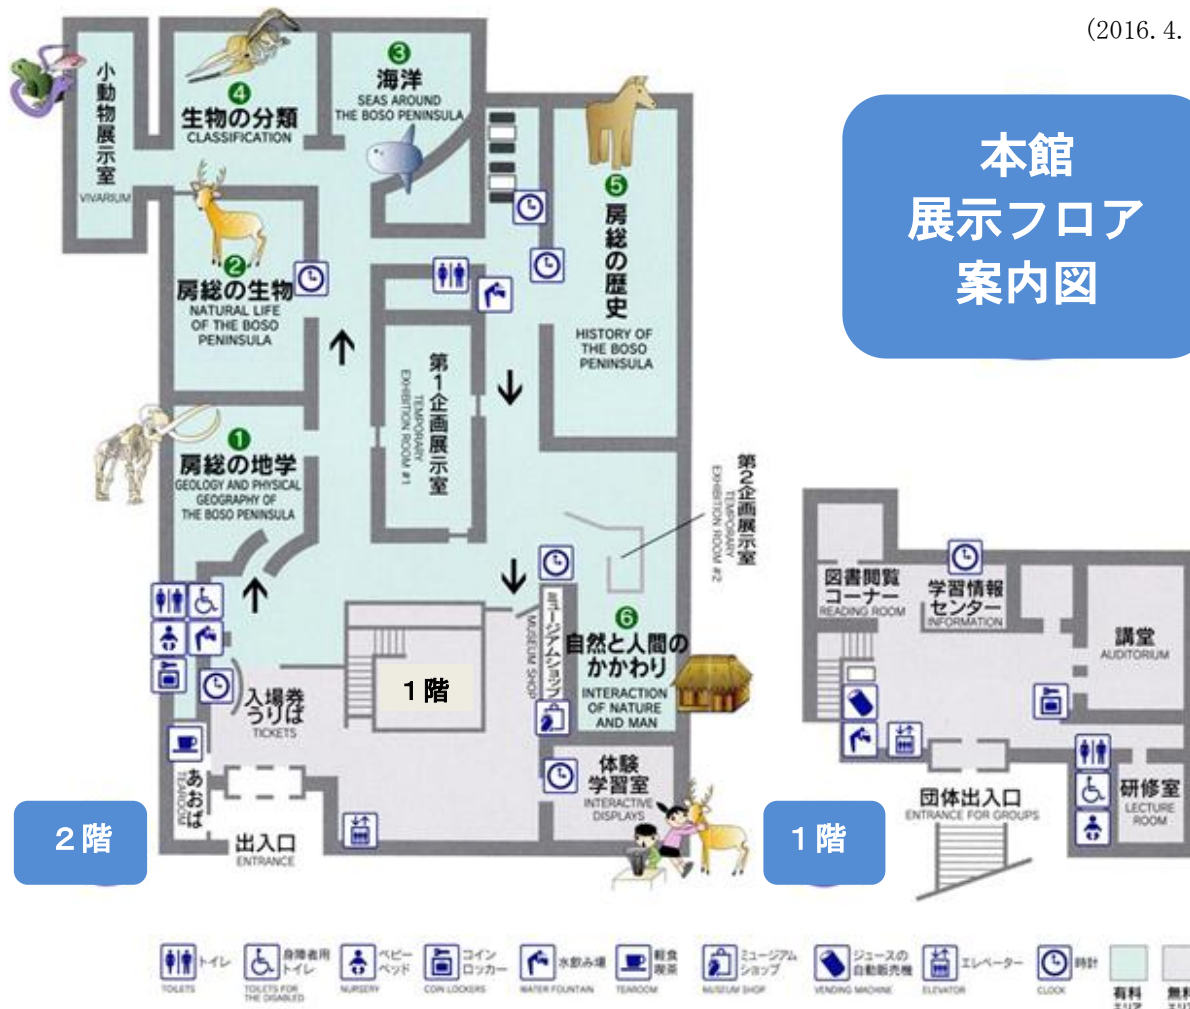 (2016. 4.
本館
展示フロア
案内図
小動物展示室
VIVARIUM
4
生物の分類
CLASSIFICATION
3
海洋
SEAS AROUND
THE BOSO PENINSULA
5
房総の歴史
HISTORY OF
THE BOSO
PENINSULA
2
房総の生物
NATURAL LIFE
OF THE BOSO
PENINSULA
第1企画展示室
TEMPORARY
EXHIBITION ROOM #1
1
房総の地学
GEOLOGY AND PHYSICAL
GEOGRAPHY OF
THE BOSO PENINSULA
第2企画展示室
TEMPORARY
EXHIBITION ROOM #2
6
自然と人間の
かかわり
INTERACTION
OF NATURE
AND MAN
ミュージアムショップ
MUSEUM SHOP
1階
入場券
うりば
TICKETS
あおば
TEAROOM
体験
学習室
INTERACTIVE
DISPLAYS
出入口
ENTRANCE
2階
図書閲覧
コーナー
READING ROOM
学習情報
センター
INFORMATION
講堂
AUDITORIUM
研修室
LECTURE
ROOM
団体出入口
ENTRANCE FOR GROUPS
1階
トイレ
TOILETS
身障者用
トイレ
TOILETS FOR
THE DISABLED
ベビー
ベッド
NURSERY
コイン
ロッカー
COIN LOCKERS
水飲み場
WATER FOUNTAIN
軽食
喫茶
TEAROOM
ミュージアム
ショップ
MUSEUM SHOP
ジュースの
自動販売機
VENDING MACHINE
エレベーター
ELEVATOR
時計
CLOCK
有料
エリア
無料
エリア